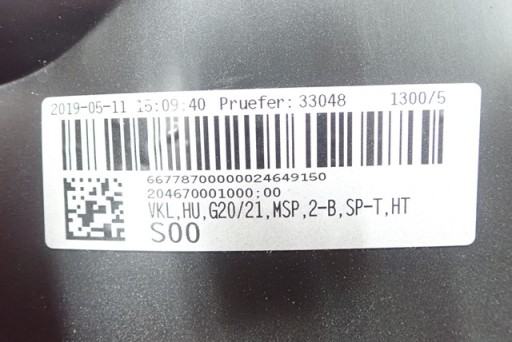 2019-05-11 15:09:40 Pruefer: 33048 1300/5
66778700000024649150
204670001000;00
VKL,HU,G20/21,MSP,2-B,SP-T,HT
S00